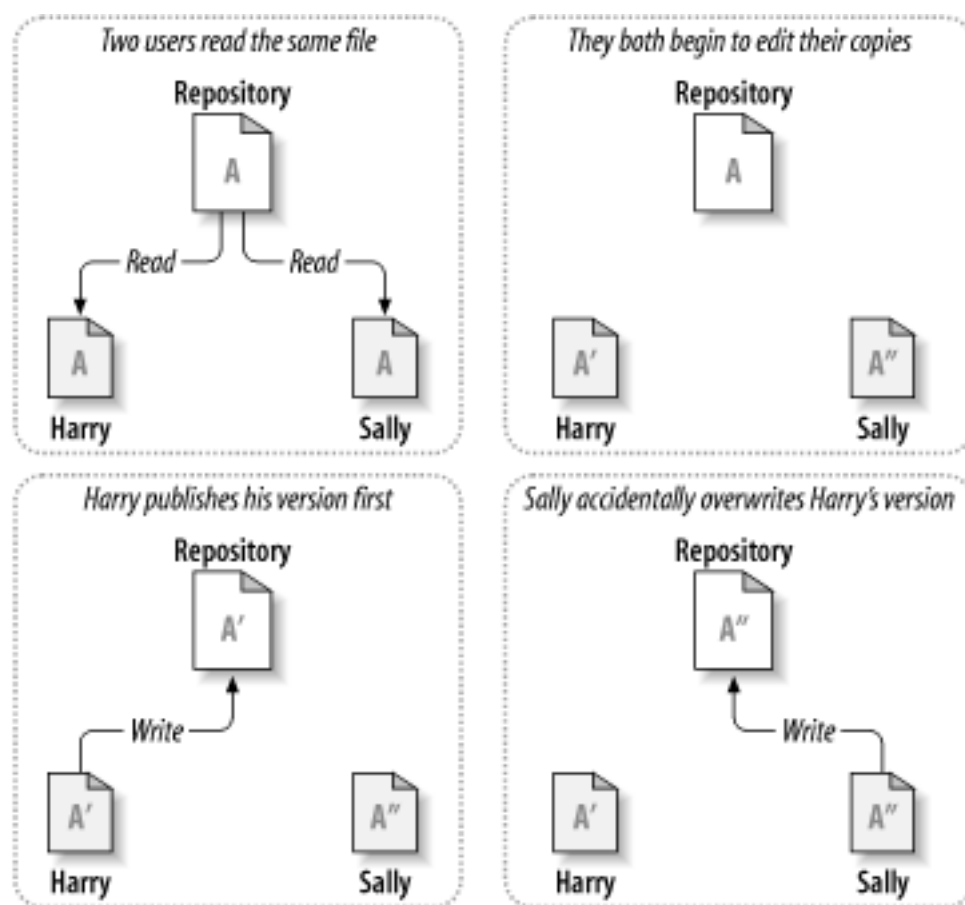 Two users read the same file
Repository
A
Read Read
A A
Harry Sally
They both begin to edit their copies
Repository
A
A′ A″
Harry Sally
Harry publishes his version first
Repository
A′
Write
A′ A″
Harry Sally
Sally accidentally overwrites Harry’s version
Repository
A″
Write
A′ A″
Harry Sally